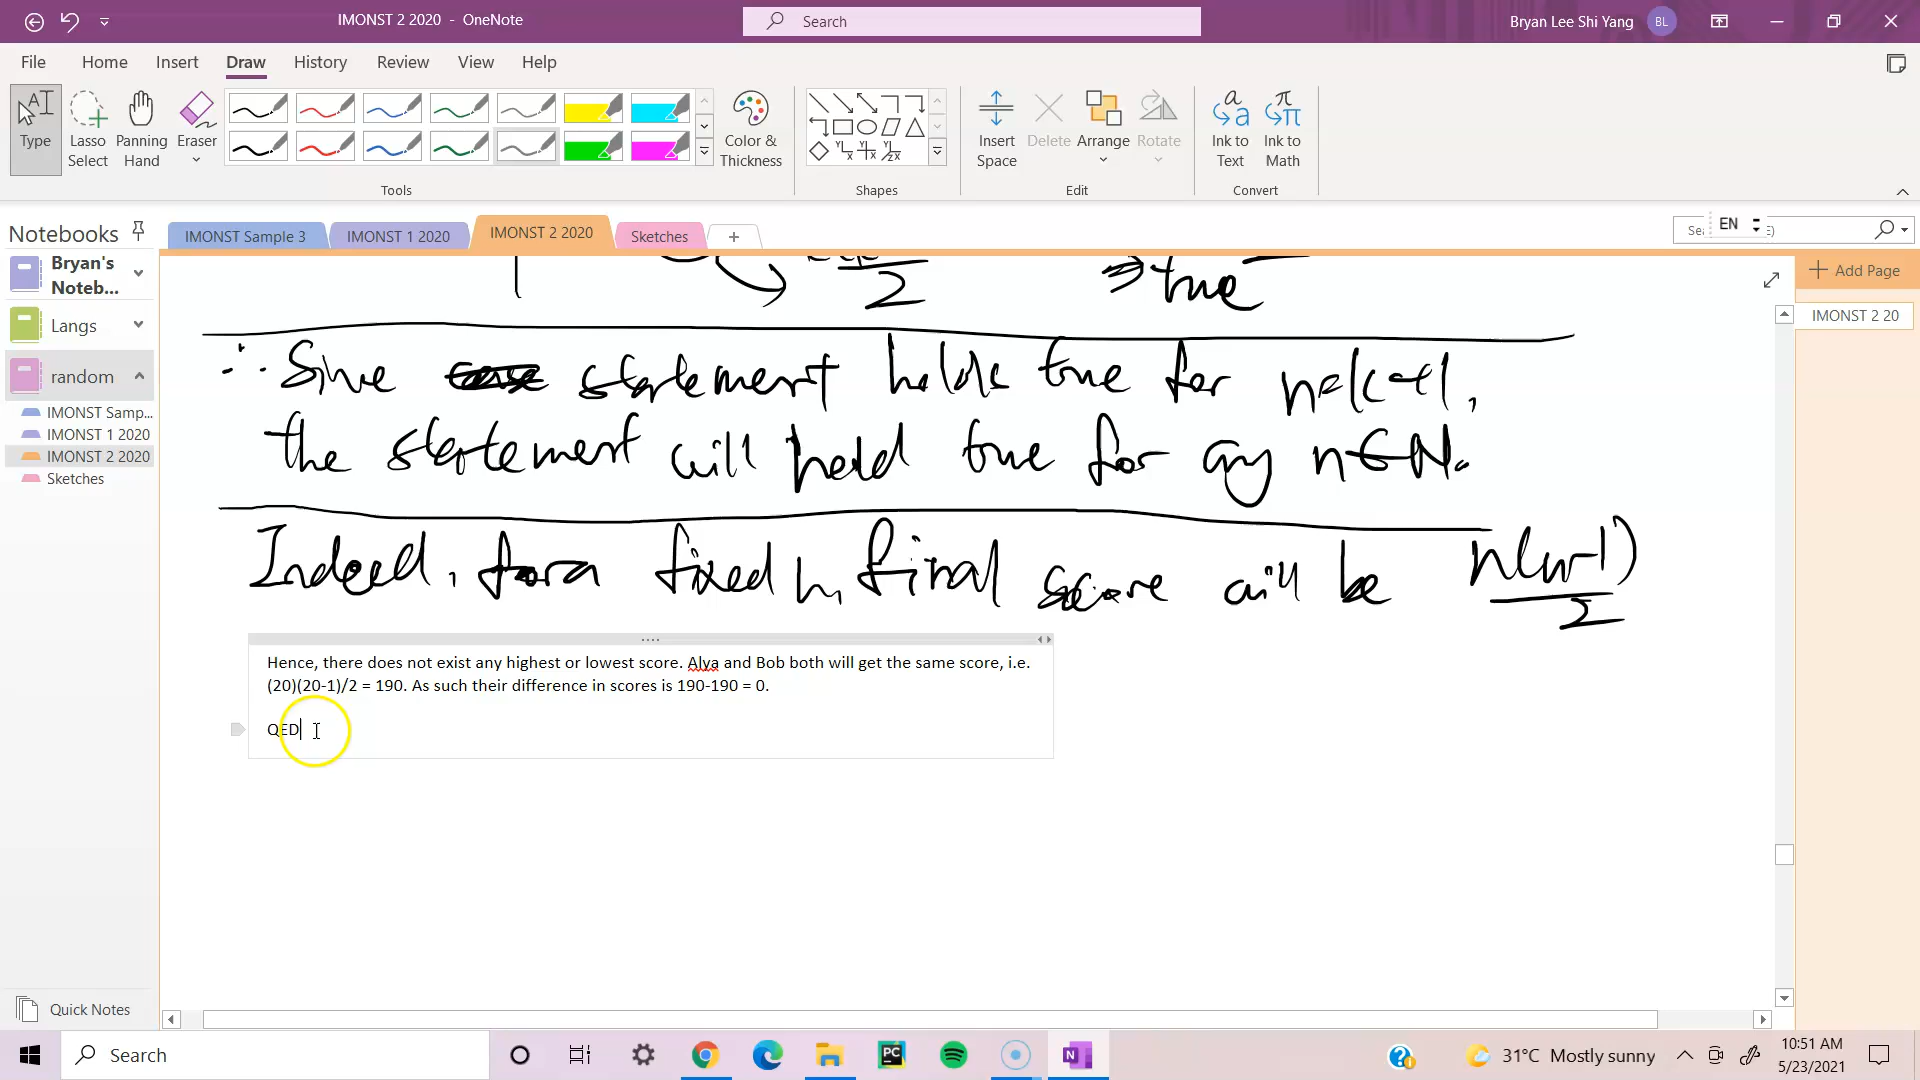 IMONST 2 2020 - OneNote
Search
Bryan Lee Shi Yang
BL
File Home Insert Draw History Review View Help
Type
Lasso Select
Panning Hand
Eraser
Color & Thickness
Insert Space
Delete
Arrange
Rotate
Ink to Text
Ink to Math
Tools
Shapes
Edit
Convert
Notebooks
Bryan's Noteb...
Langs
random
IMONST Samp...
IMONST 1 2020
IMONST 2 2020
Sketches
Quick Notes
IMONST Sample 3
IMONST 1 2020
IMONST 2 2020
Sketches
EN
Add Page
IMONST 2 20
2
⇒ true
∴ Since statement holds true for n=k+1,
the statement will hold true for any n∈N.
Indeed, for a fixed n, final score will be n(n-1)/2
Hence, there does not exist any highest or lowest score. Alya and Bob both will get the same score, i.e.
(20)(20-1)/2 = 190. As such their difference in scores is 190-190 = 0.
QED
Search
31°C Mostly sunny
10:51 AM
5/23/2021